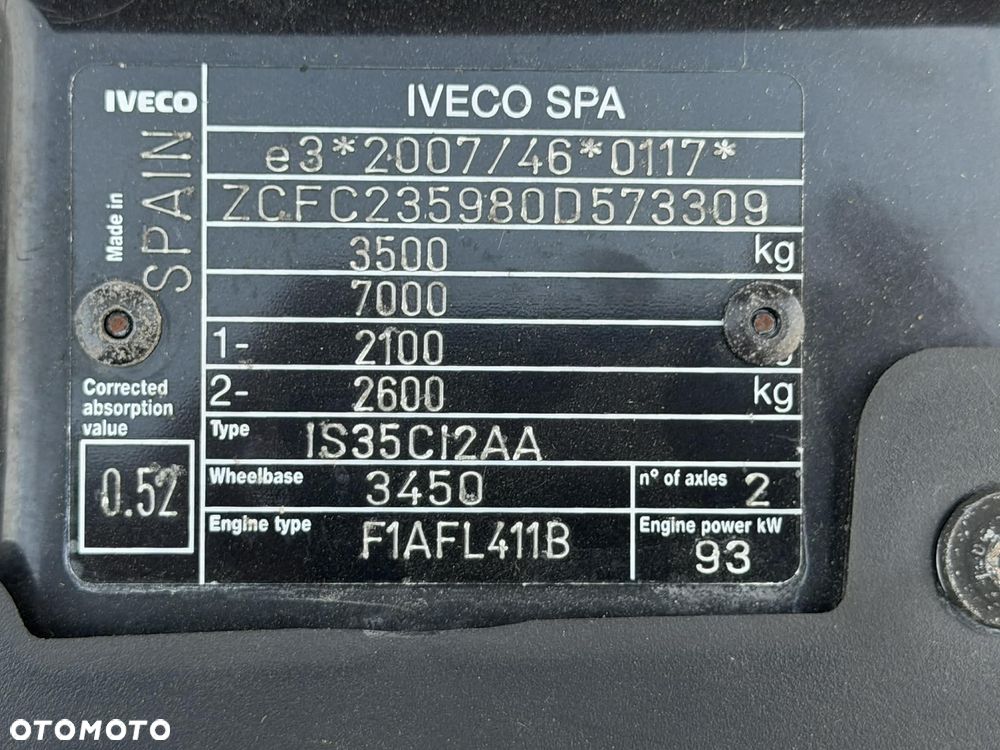 IVECO
IVECO SPA
Made in
SPAIN
e3*2007/46*0117*
ZCFC235980D573309
3500 kg
7000
1- 2100
2- 2600 kg
Corrected
absorption
value
0.52
Type IS35CI2AA
Wheelbase 3450
n° of axles 2
Engine type F1AFL411B
Engine power kW
93
OTOMOTO